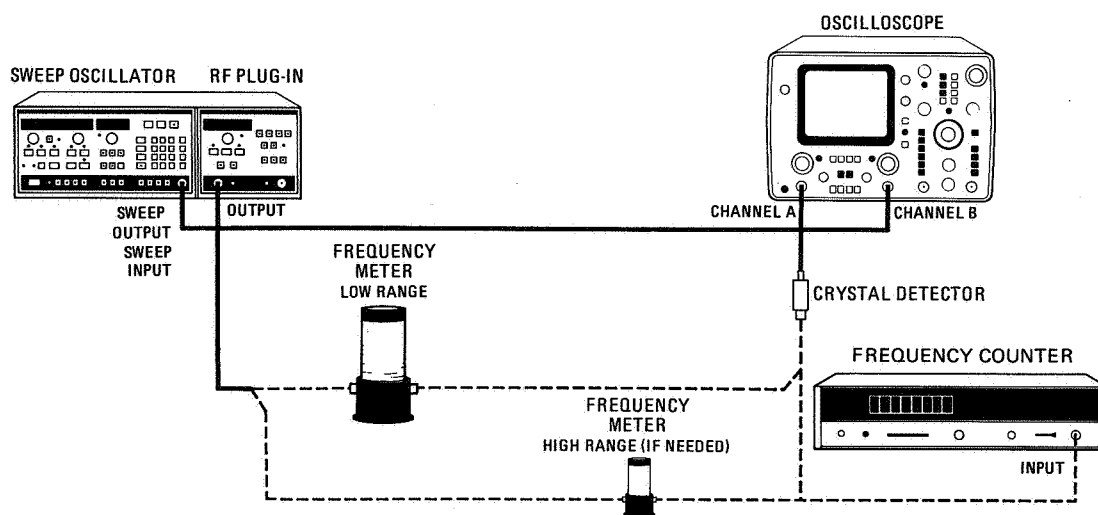 OSCILLOSCOPE
SWEEP OSCILLATOR
RF PLUG-IN
SWEEP
OUTPUT
SWEEP
INPUT
OUTPUT
CHANNEL A
CHANNEL B
FREQUENCY
METER
LOW RANGE
CRYSTAL DETECTOR
FREQUENCY COUNTER
FREQUENCY
METER
HIGH RANGE (IF NEEDED)
INPUT